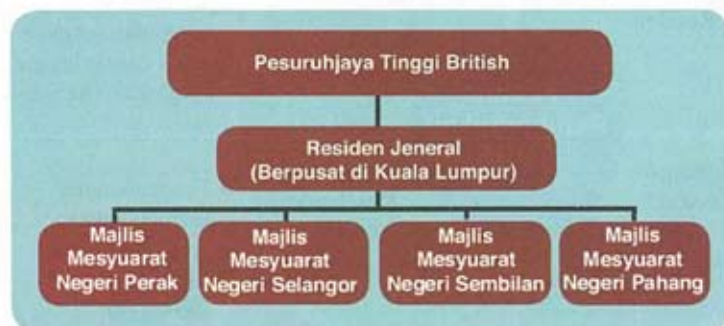 Pesuruhjaya Tinggi British
Residen Jeneral
(Berpusat di Kuala Lumpur)
Majlis
Mesyuarat
Negeri Perak
Majlis
Mesyuarat
Negeri Selangor
Majlis
Mesyuarat
Negeri Sembilan
Majlis
Mesyuarat
Negeri Pahang